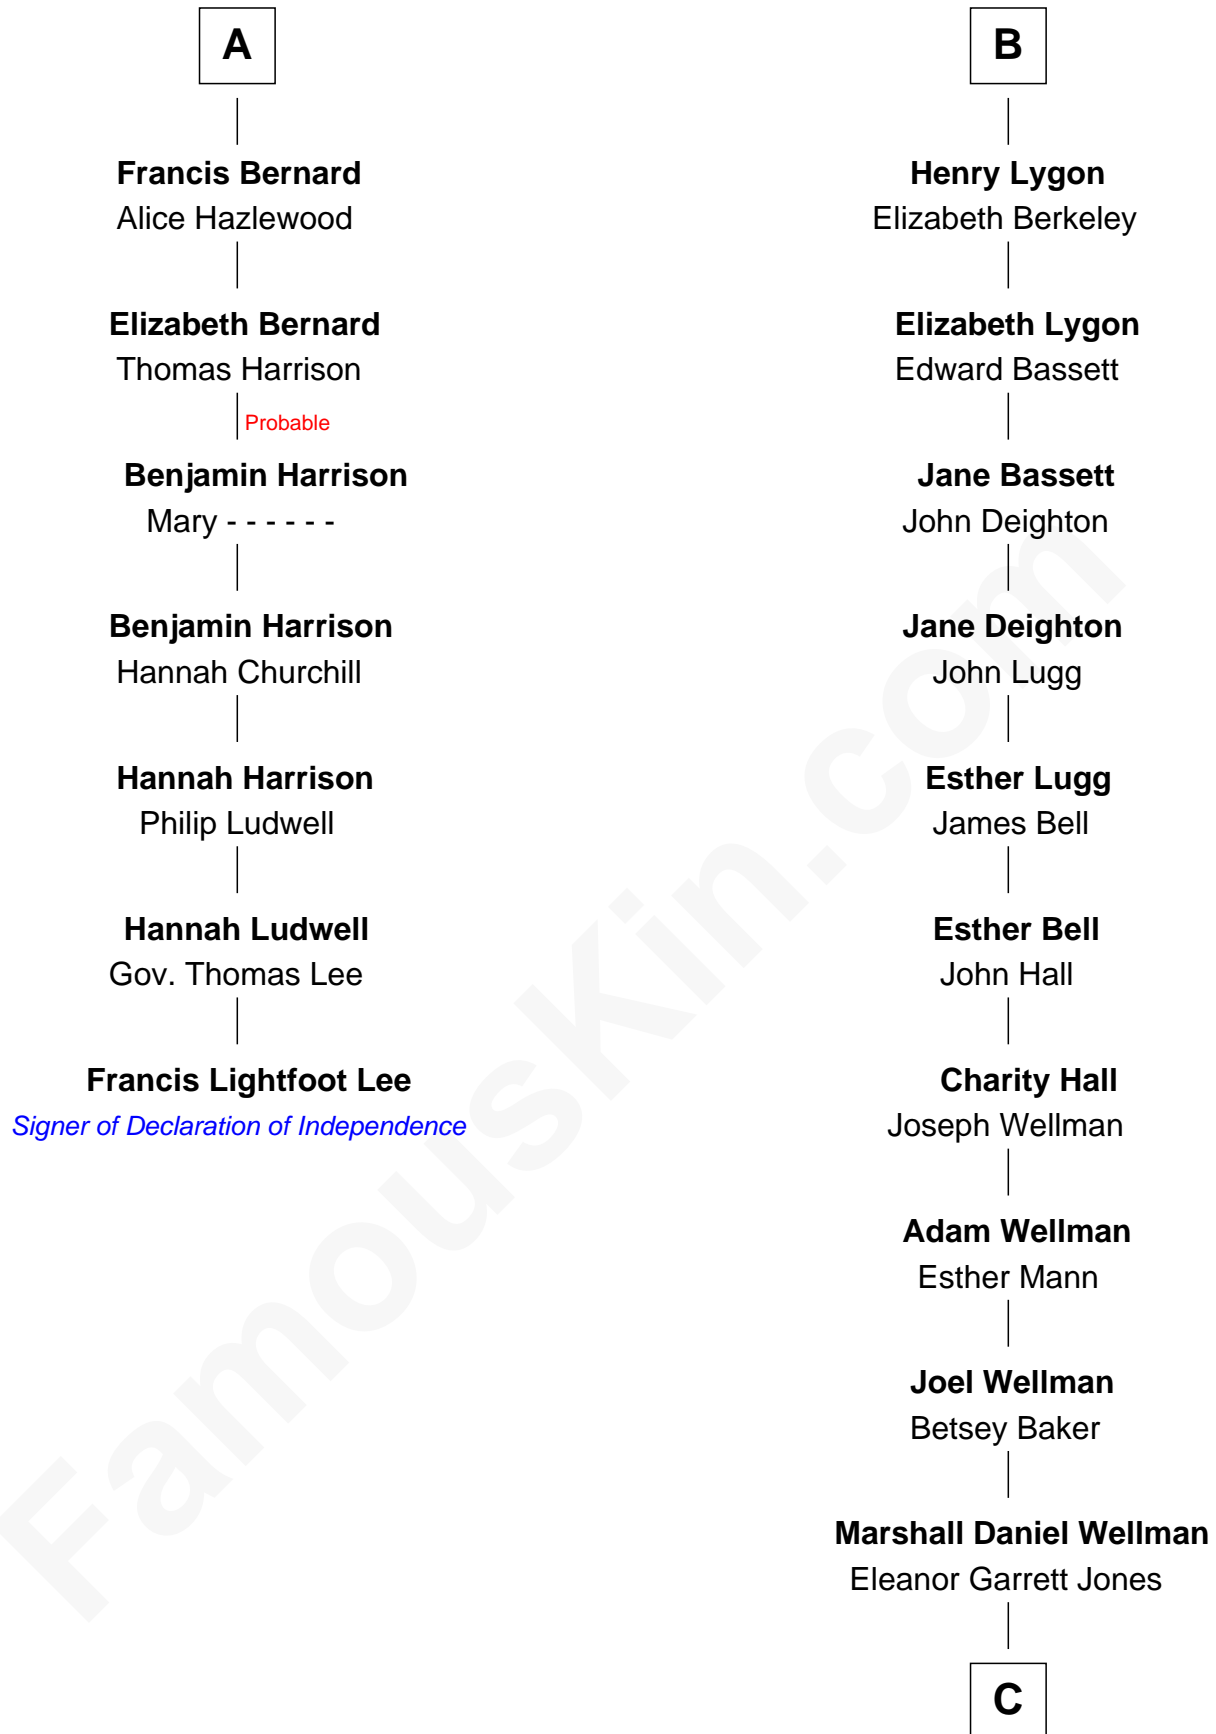 A
Francis Bernard
Alice Hazlewood
Elizabeth Bernard
Thomas Harrison
Probable
Benjamin Harrison
Mary - - - - - -
Benjamin Harrison
Hannah Churchill
Hannah Harrison
Philip Ludwell
Hannah Ludwell
Gov. Thomas Lee
Francis Lightfoot Lee
Signer of Declaration of Independence
B
Henry Lygon
Elizabeth Berkeley
Elizabeth Lygon
Edward Bassett
Jane Bassett
John Deighton
Jane Deighton
John Lugg
Esther Lugg
James Bell
Esther Bell
John Hall
Charity Hall
Joseph Wellman
Adam Wellman
Esther Mann
Joel Wellman
Betsey Baker
Marshall Daniel Wellman
Eleanor Garrett Jones
C
FamousKin.com